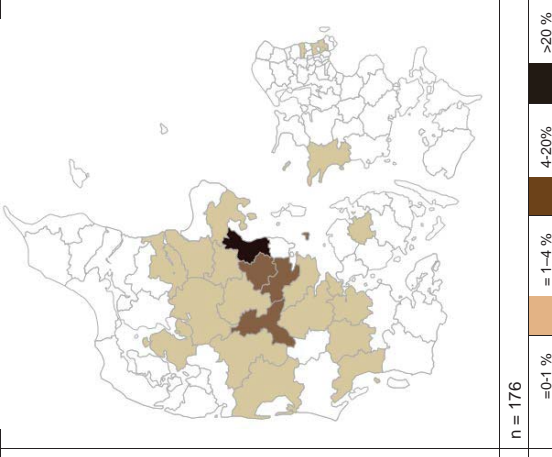 n = 176
=0-1 %
=1–4 %
4-20%
>20 %